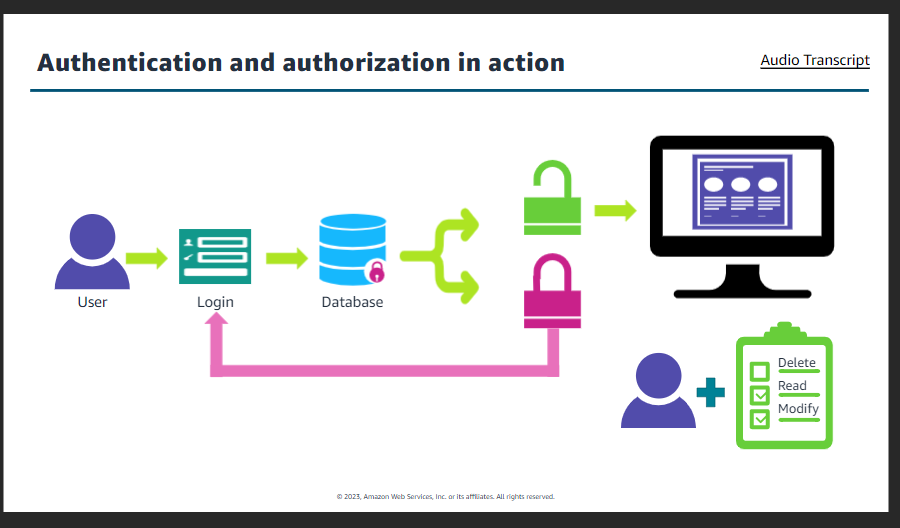 Authentication and authorization in action
Audio Transcript
User
Login
Database
Delete
Read
Modify
© 2023, Amazon Web Services, Inc. or its affiliates. All rights reserved.